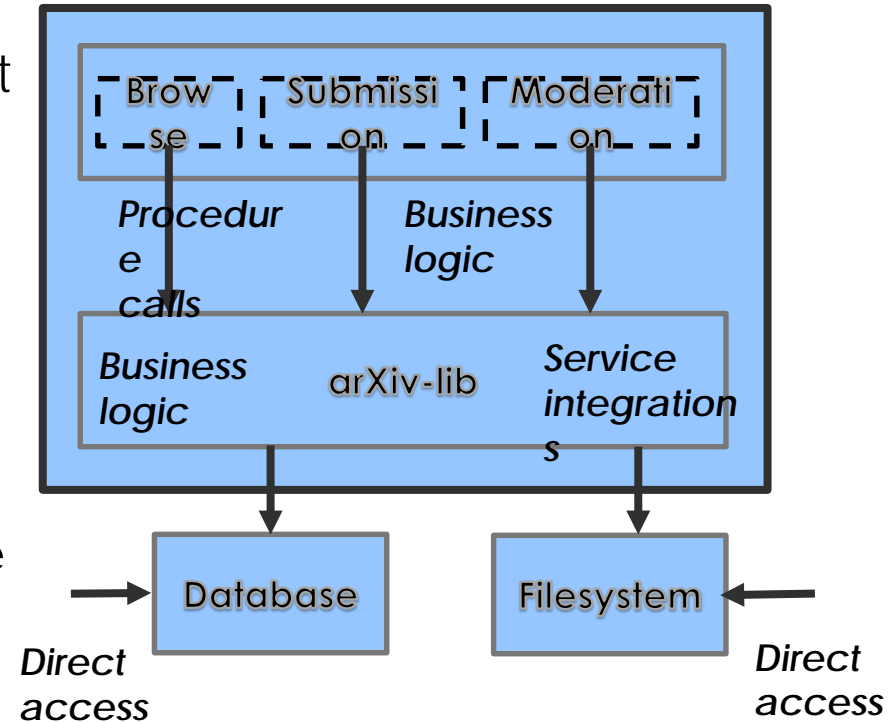 t
Brow
se
Submissi
on
Moderati
on
Procedur
e
calls
Business
logic
Business
logic
arXiv-lib
Service
integration
s
e
Database
Filesystem
Direct
access
Direct
access